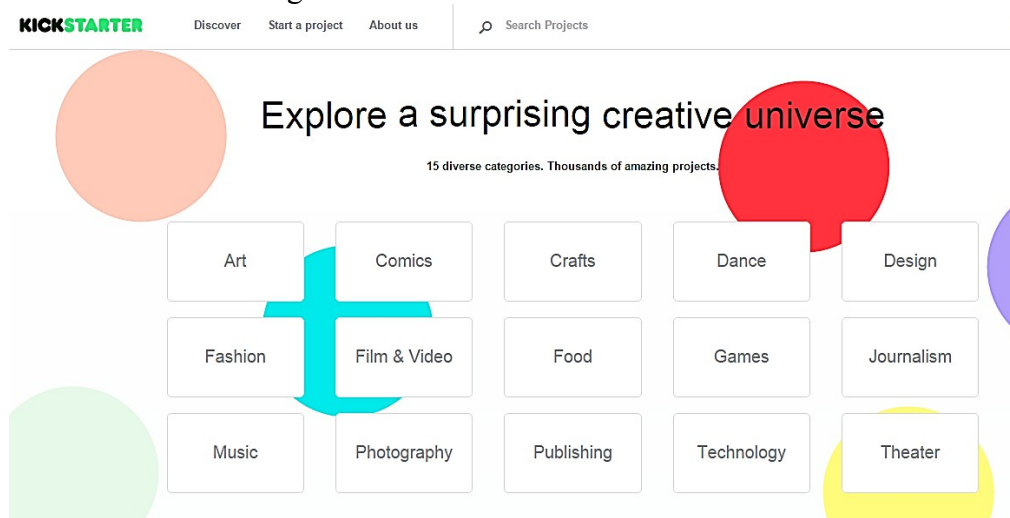 KICKSTARTER Discover Start a project About us Search Projects
Explore a surprising creative universe
15 diverse categories. Thousands of amazing projects.
Art Comics Crafts Dance Design
Fashion Film & Video Food Games Journalism
Music Photography Publishing Technology Theater